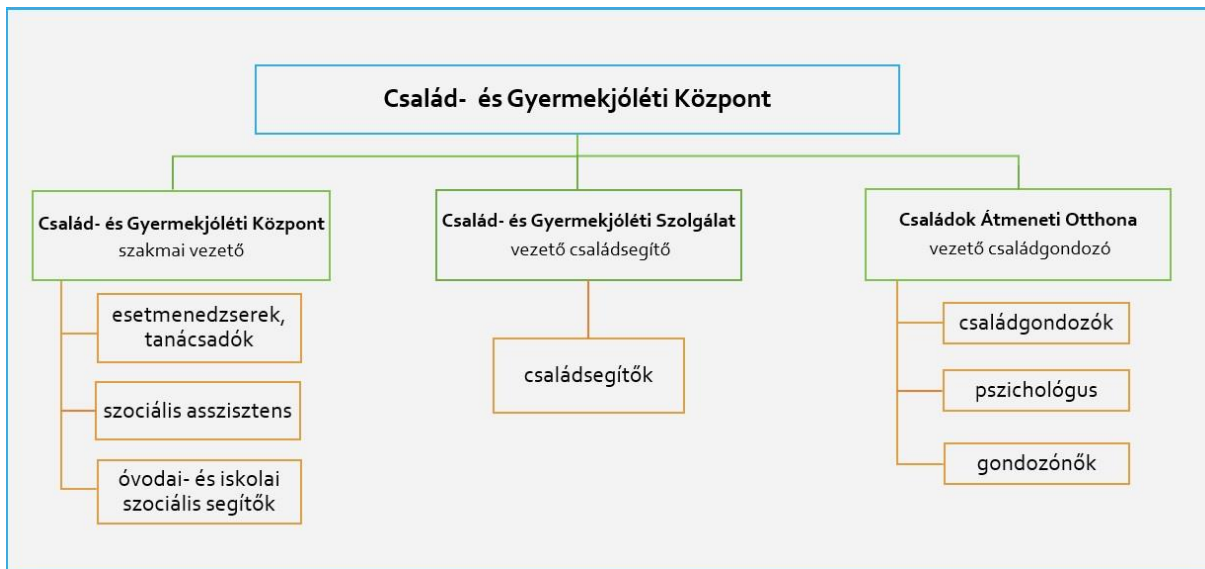 Család- és Gyermekjóléti Központ
Család- és Gyermekjóléti Központ
szakmai vezető
esetmenedzserek,
tanácsadók
szociális asszisztens
óvodai- és iskolai
szociális segítők
Család- és Gyermekjóléti Szolgálat
vezető családsegítő
családsegítők
Családok Átmeneti Otthona
vezető családgondozó
családgondozók
pszichológus
gondozónők